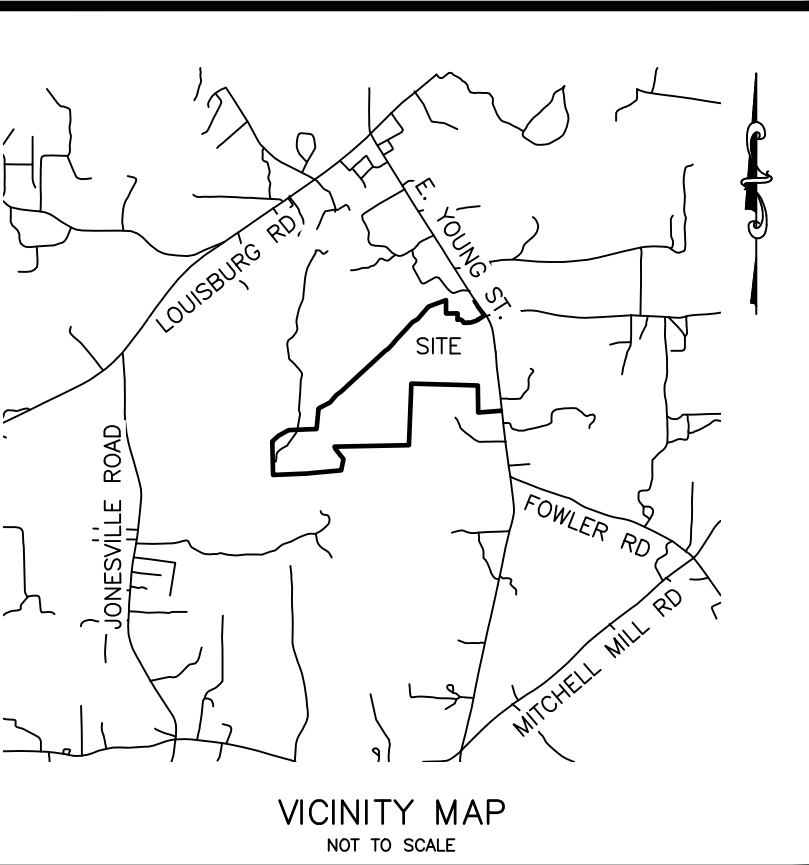 E. YOUNG ST.
LOUISBURG RD
SITE
JONESVILLE ROAD
FOWLER RD
MITCHELL MILL RD
VICINITY MAP
NOT TO SCALE